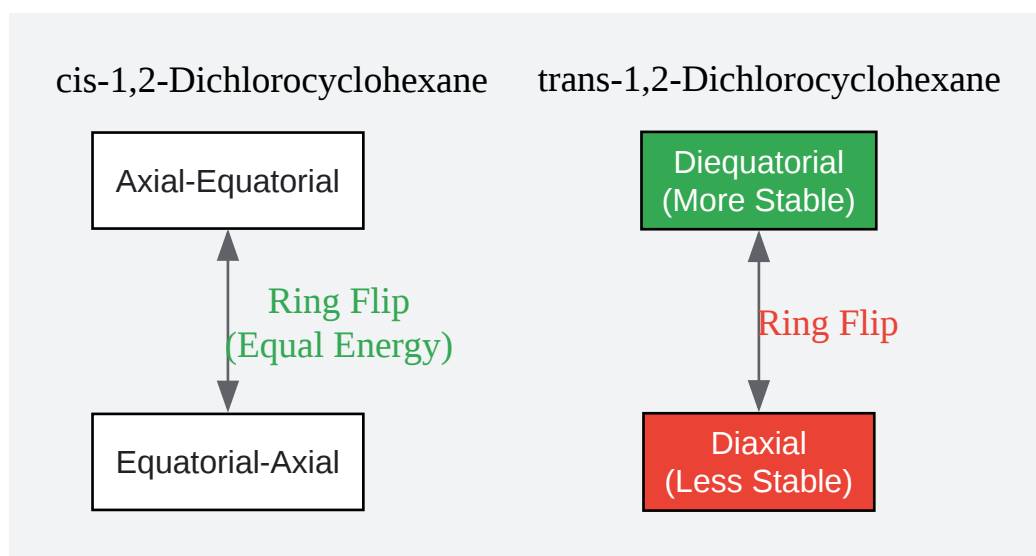 cis-1,2-Dichlorocyclohexane
Axial-Equatorial
Ring Flip
(Equal Energy)
Equatorial-Axial
trans-1,2-Dichlorocyclohexane
Diequatorial
(More Stable)
Ring Flip
Diaxial
(Less Stable)